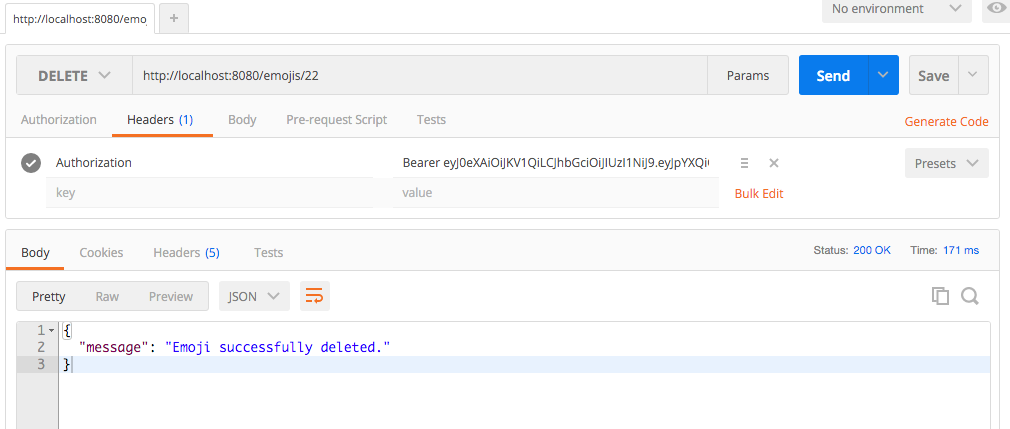 http://localhost:8080/emo
+
No environment
DELETE
http://localhost:8080/emojis/22
Params
Send
Save
Authorization
Headers (1)
Body
Pre-request Script
Tests
Generate Code
Authorization
Bearer eyJ0eXAiOiJKV1QiLCJhbGciOiJIUzI1NiJ9.eyJpYXQi
Presets
key
value
Bulk Edit
Body
Cookies
Headers (5)
Tests
Status: 200 OK
Time: 171 ms
Pretty
Raw
Preview
JSON
1 {
2 "message": "Emoji successfully deleted."
3 }